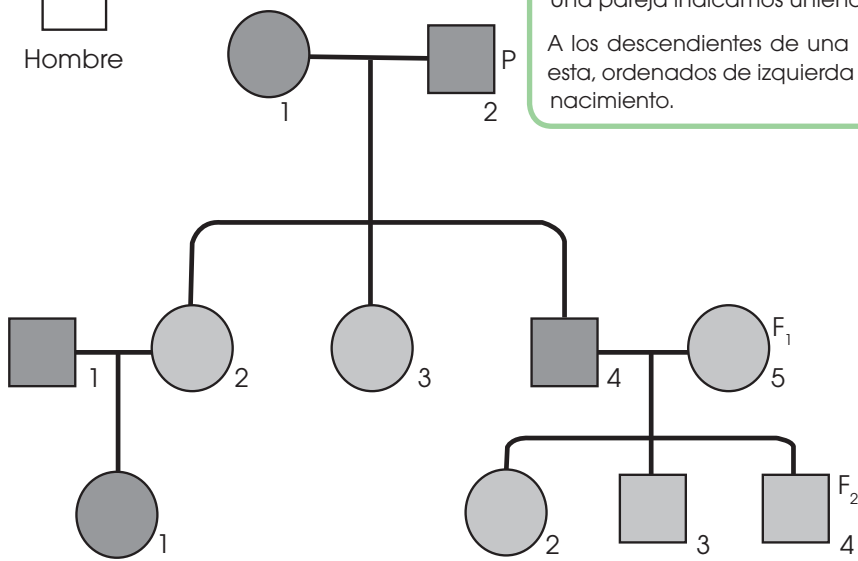 Hombre
una pareja indicamos
A los descendientes de una
esta, ordenados de izquierda
nacimiento.
P
1
2
1
2
3
4
F1
5
1
2
3
F2
4